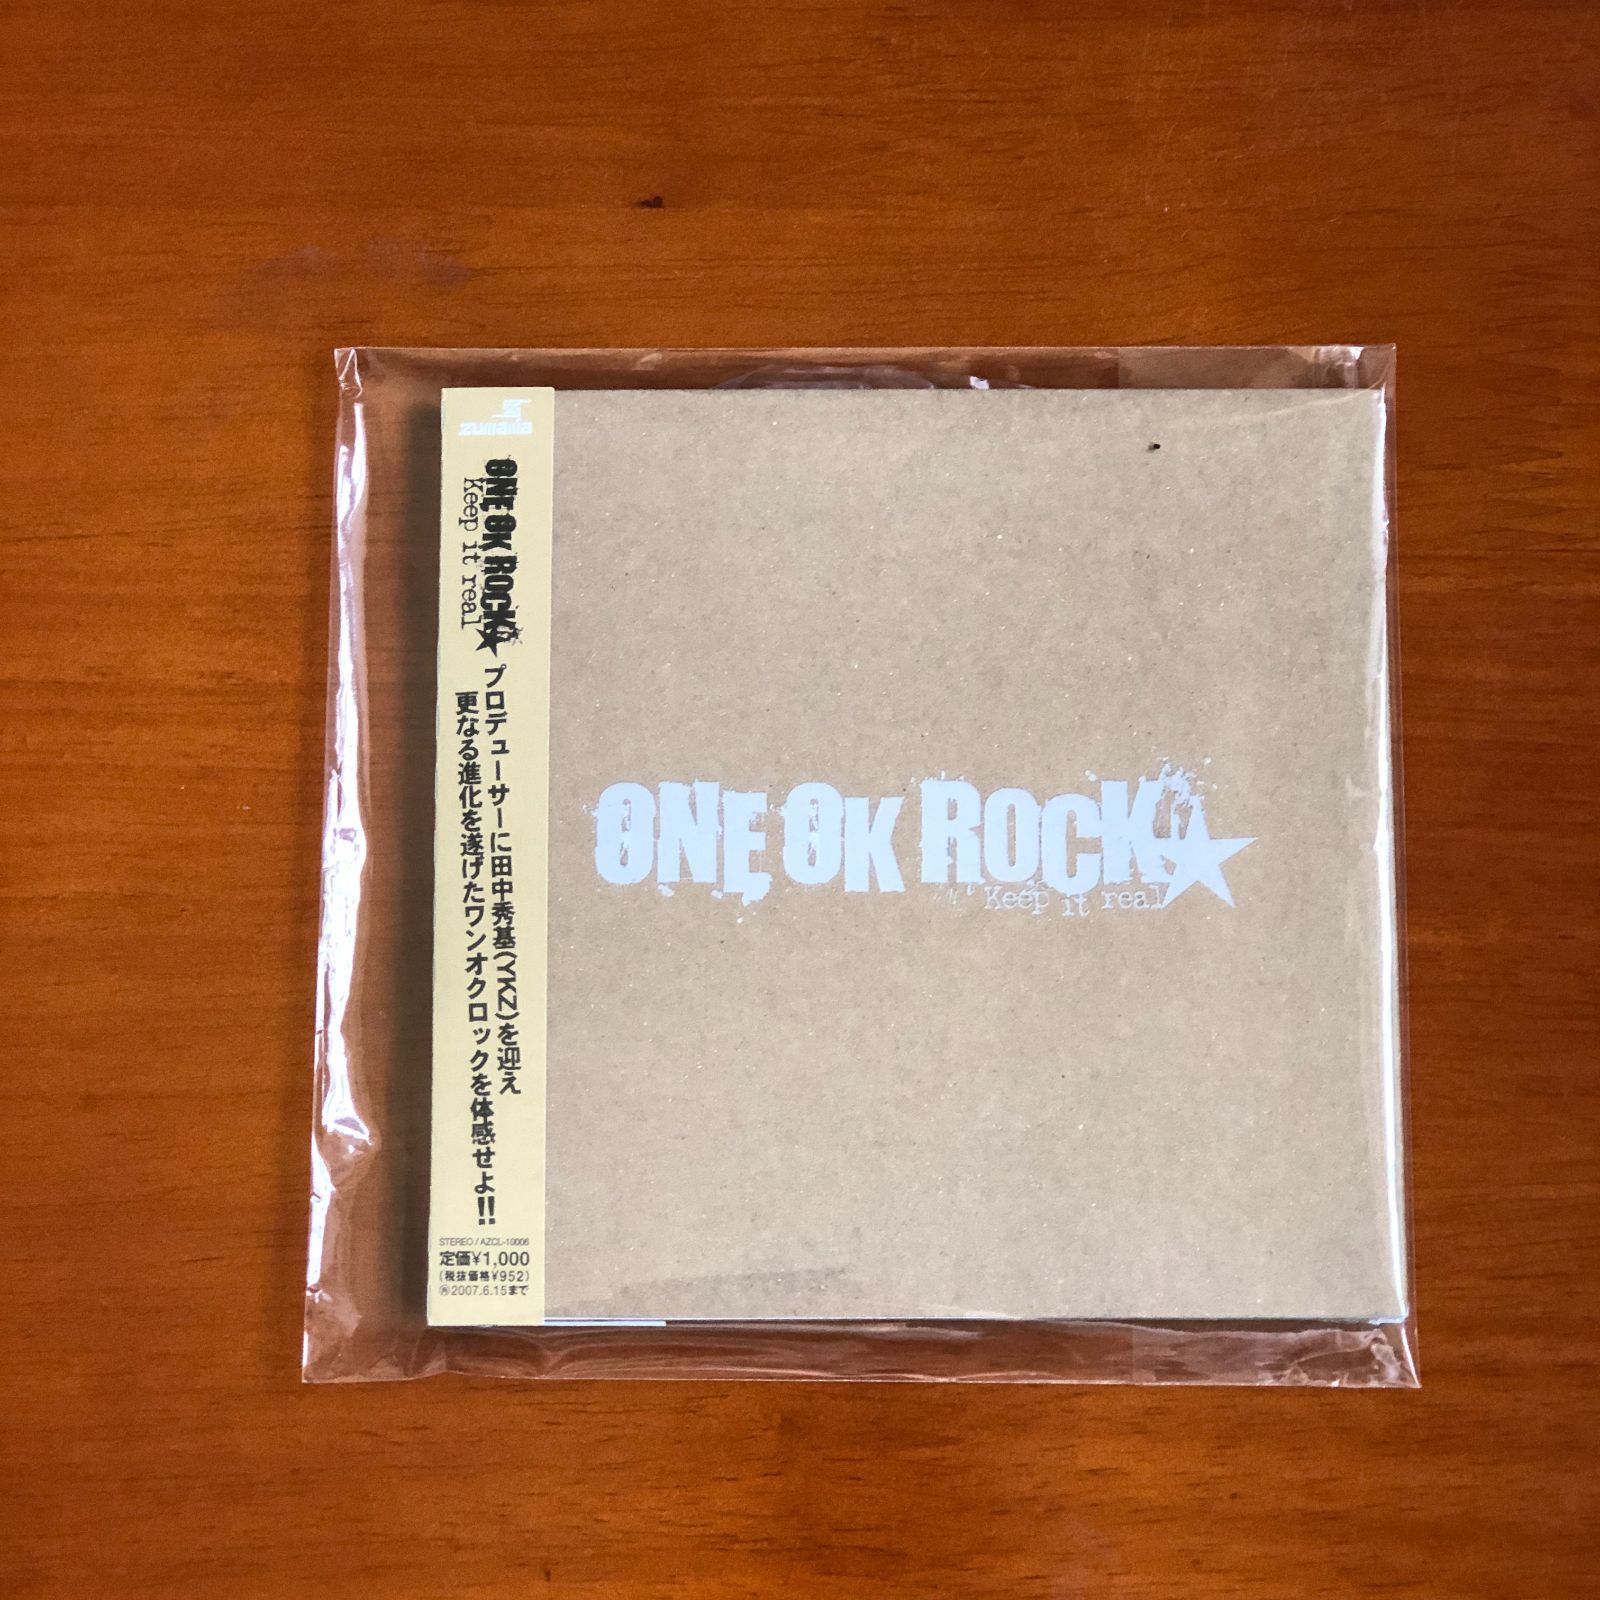 zumania
ONE OK ROCK
Keep it real
プロデューサーに田中秀基(YKZ)を迎え
更なる進化を遂げたワンオクロックを体感せよ!!
STEREO / AZCL-10006
定価¥1,000
(税抜価格¥952)
2007.6.15まで
ONE OK ROCK
Keep it real